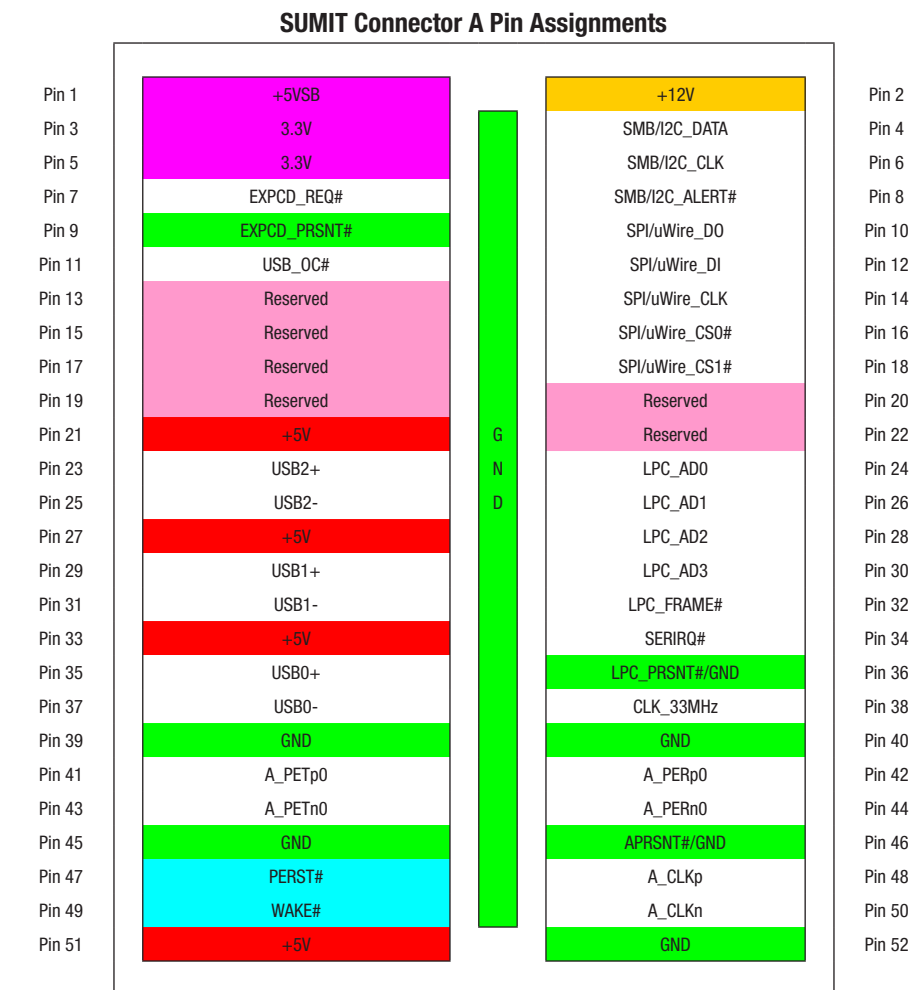 SUMIT Connector A Pin Assignments
Pin 1 +5VSB +12V Pin 2
Pin 3 3.3V SMB/I2C_DATA Pin 4
Pin 5 3.3V SMB/I2C_CLK Pin 6
Pin 7 EXPCD_REQ# SMB/I2C_ALERT# Pin 8
Pin 9 EXPCD_PRSNT# SPI/uWire_DO Pin 10
Pin 11 USB_OC# SPI/uWire_DI Pin 12
Pin 13 Reserved SPI/uWire_CLK Pin 14
Pin 15 Reserved SPI/uWire_CS0# Pin 16
Pin 17 Reserved SPI/uWire_CS1# Pin 18
Pin 19 Reserved Reserved Pin 20
Pin 21 +5V G Reserved Pin 22
Pin 23 USB2+ N LPC_AD0 Pin 24
Pin 25 USB2- D LPC_AD1 Pin 26
Pin 27 +5V LPC_AD2 Pin 28
Pin 29 USB1+ LPC_AD3 Pin 30
Pin 31 USB1- LPC_FRAME# Pin 32
Pin 33 +5V SERIRQ# Pin 34
Pin 35 USB0+ LPC_PRSNT#/GND Pin 36
Pin 37 USB0- CLK_33MHz Pin 38
Pin 39 GND GND Pin 40
Pin 41 A_PETp0 A_PERp0 Pin 42
Pin 43 A_PETn0 A_PERn0 Pin 44
Pin 45 GND APRSNT#/GND Pin 46
Pin 47 PERST# A_CLKp Pin 48
Pin 49 WAKE# A_CLKn Pin 50
Pin 51 +5V GND Pin 52